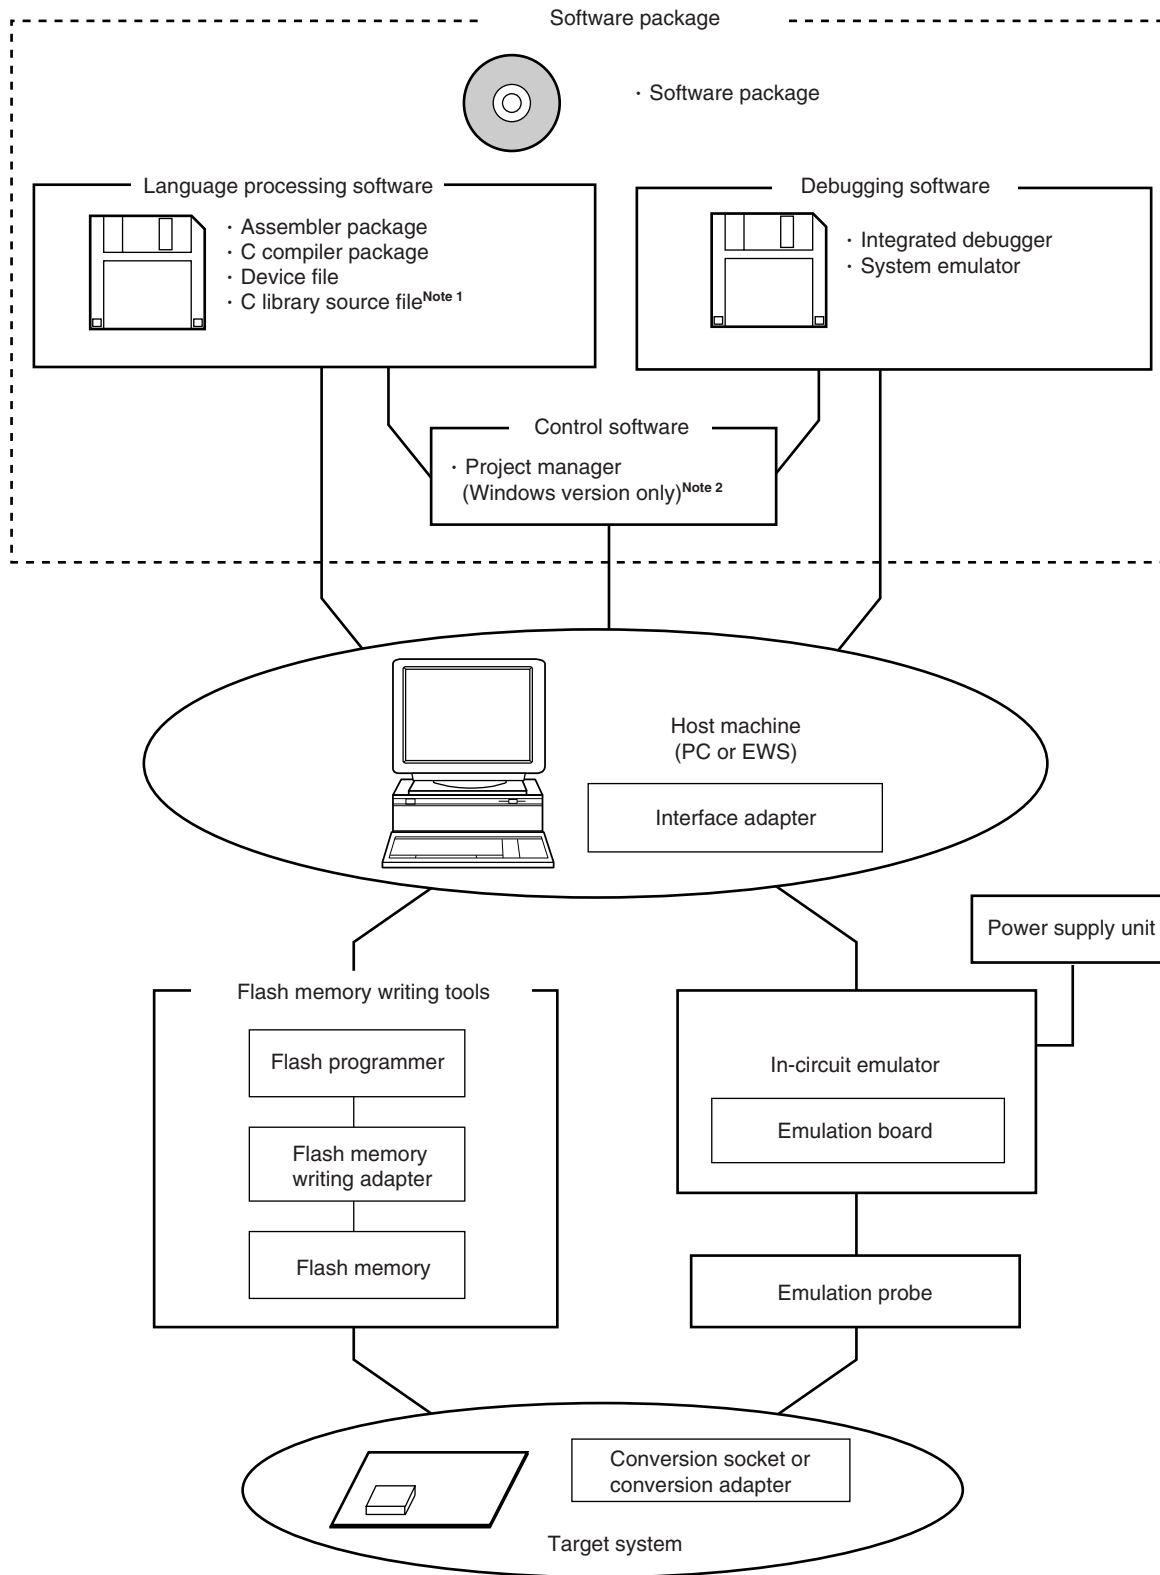 Software package
· Software package
Language processing software
· Assembler package
· C compiler package
· Device file
· C library source fileNote 1
Debugging software
· Integrated debugger
· System emulator
Control software
· Project manager
(Windows version only)Note 2
Host machine
(PC or EWS)
Interface adapter
Power supply unit
Flash memory writing tools
Flash programmer
Flash memory
writing adapter
Flash memory
In-circuit emulator
Emulation board
Emulation probe
Conversion socket or
conversion adapter
Target system